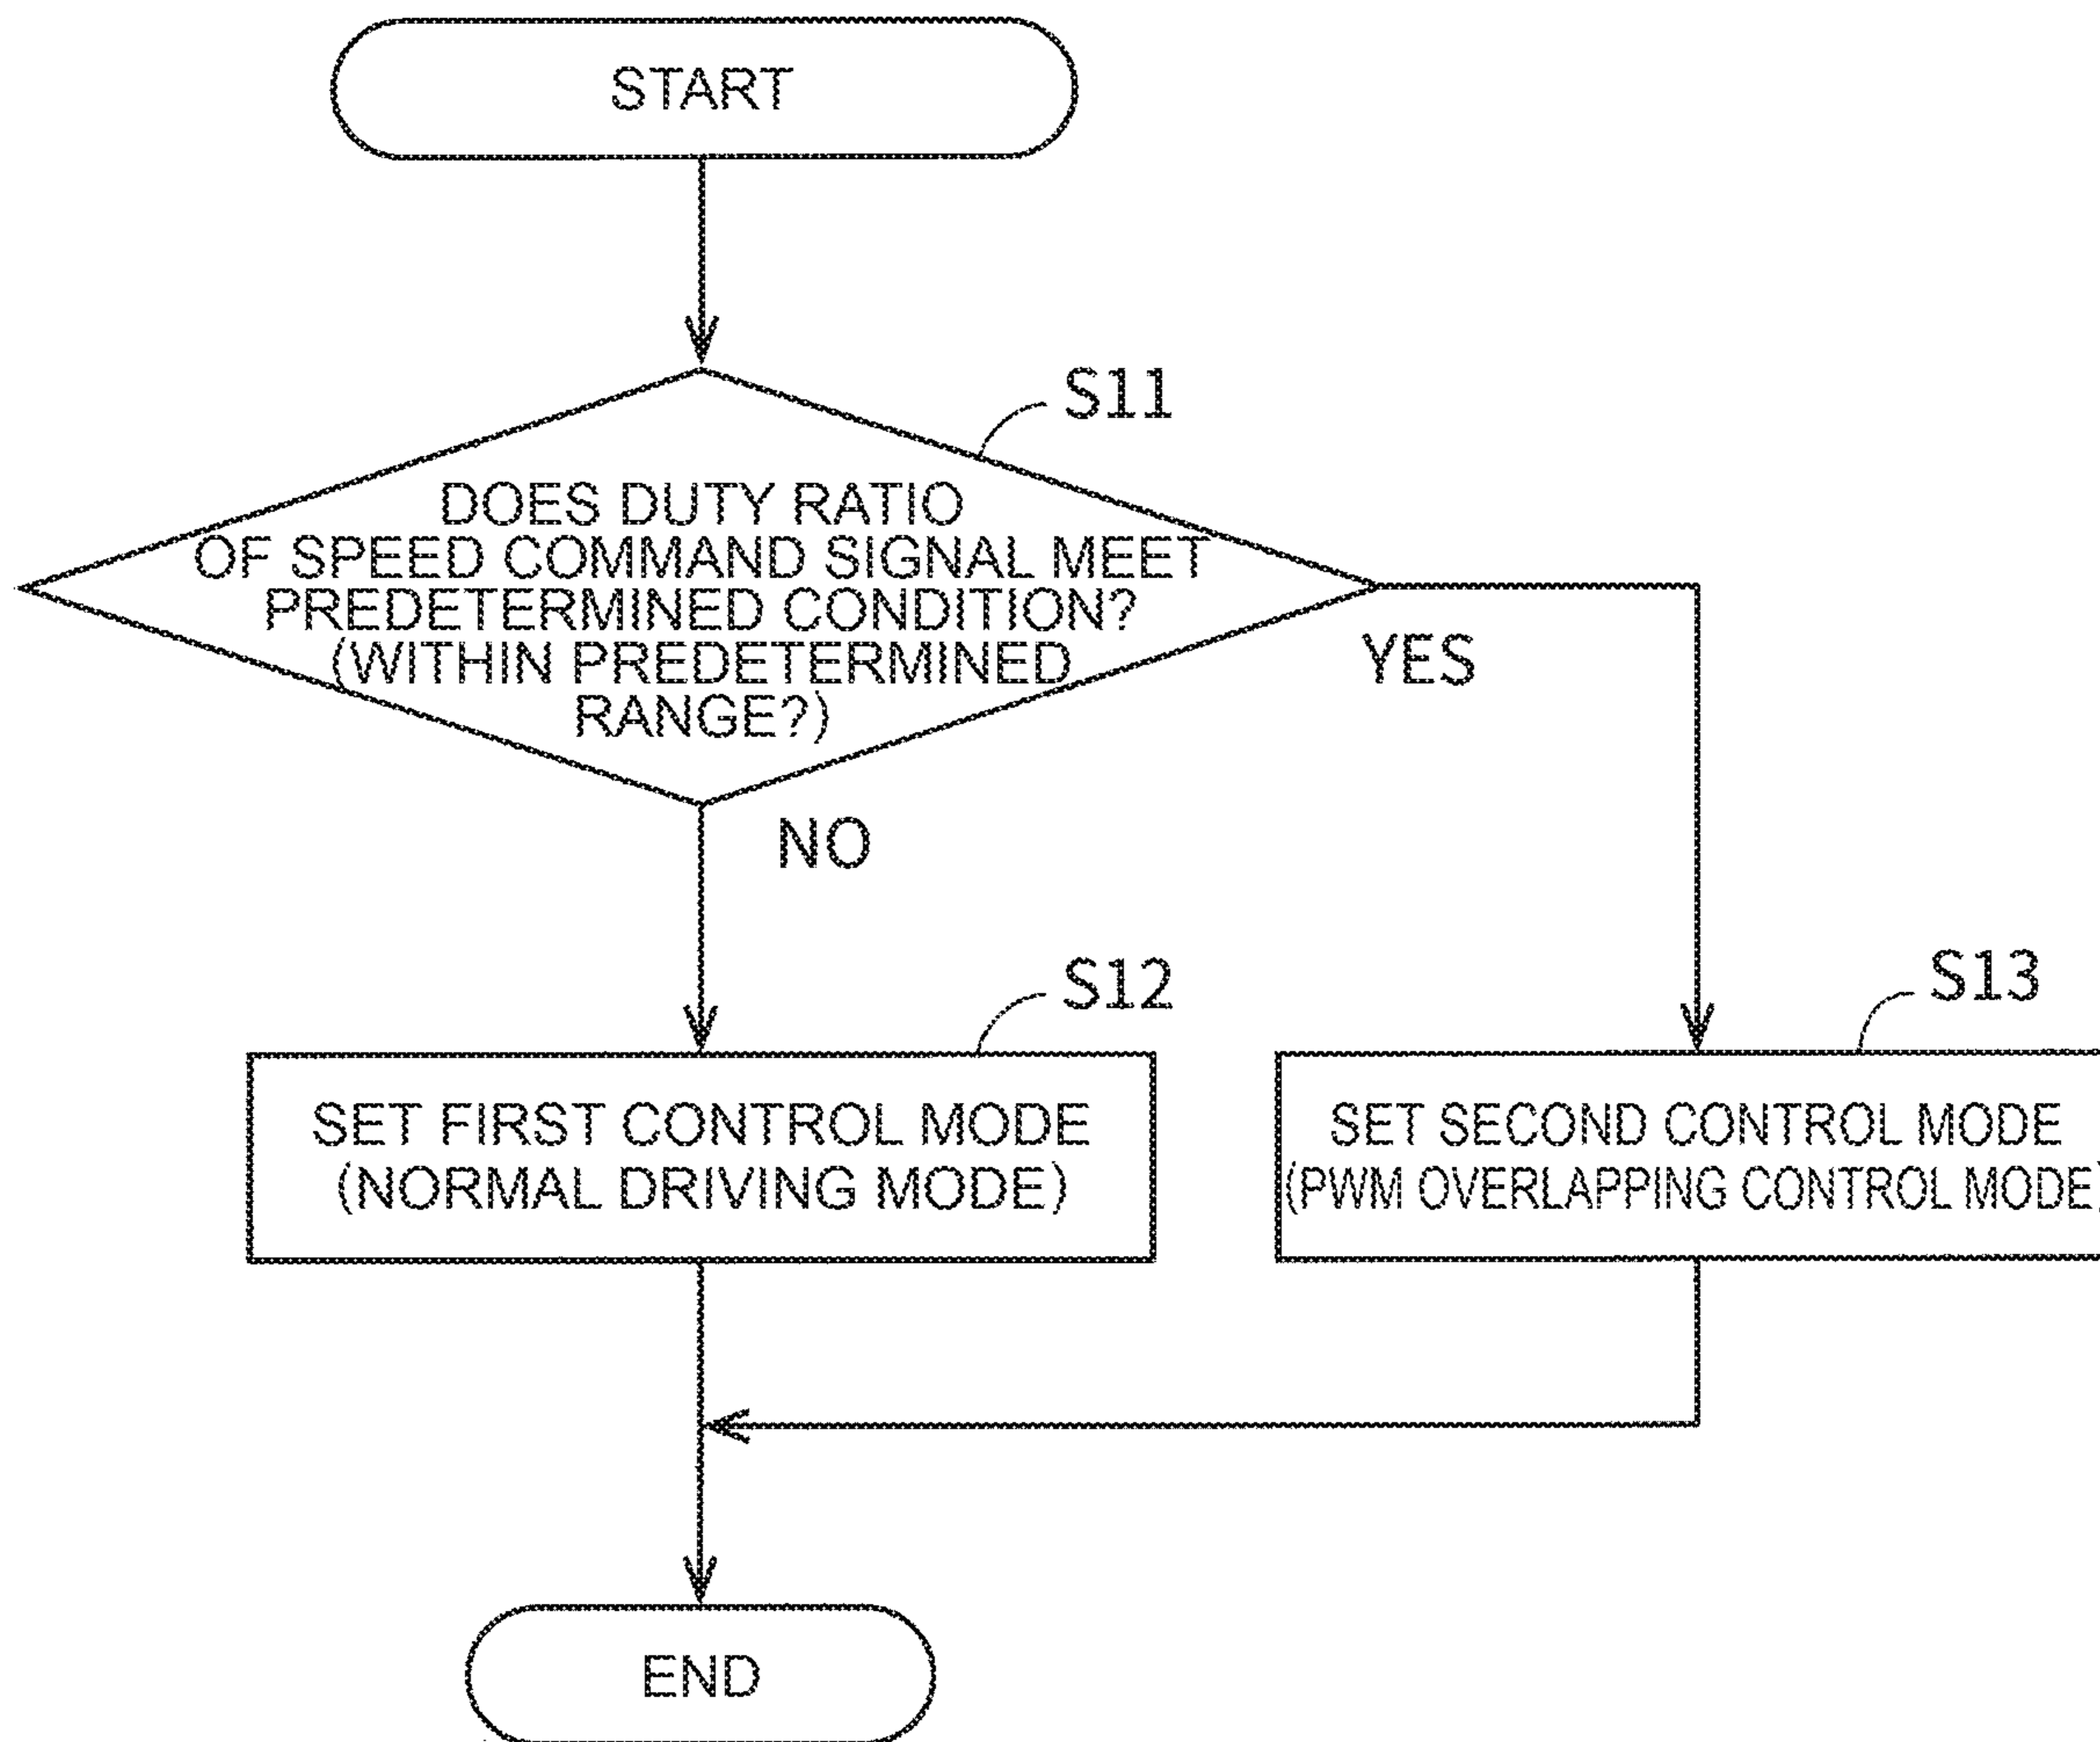 START
S11
DOES DUTY RATIO
OF SPEED COMMAND SIGNAL MEET
PREDETERMINED CONDITION?
(WITHIN PREDETERMINED
RANGE?)
YES
NO
S12
S13
SET FIRST CONTROL MODE
(NORMAL DRIVING MODE)
SET SECOND CONTROL MODE
(PWM OVERLAPPING CONTROL MODE)
END